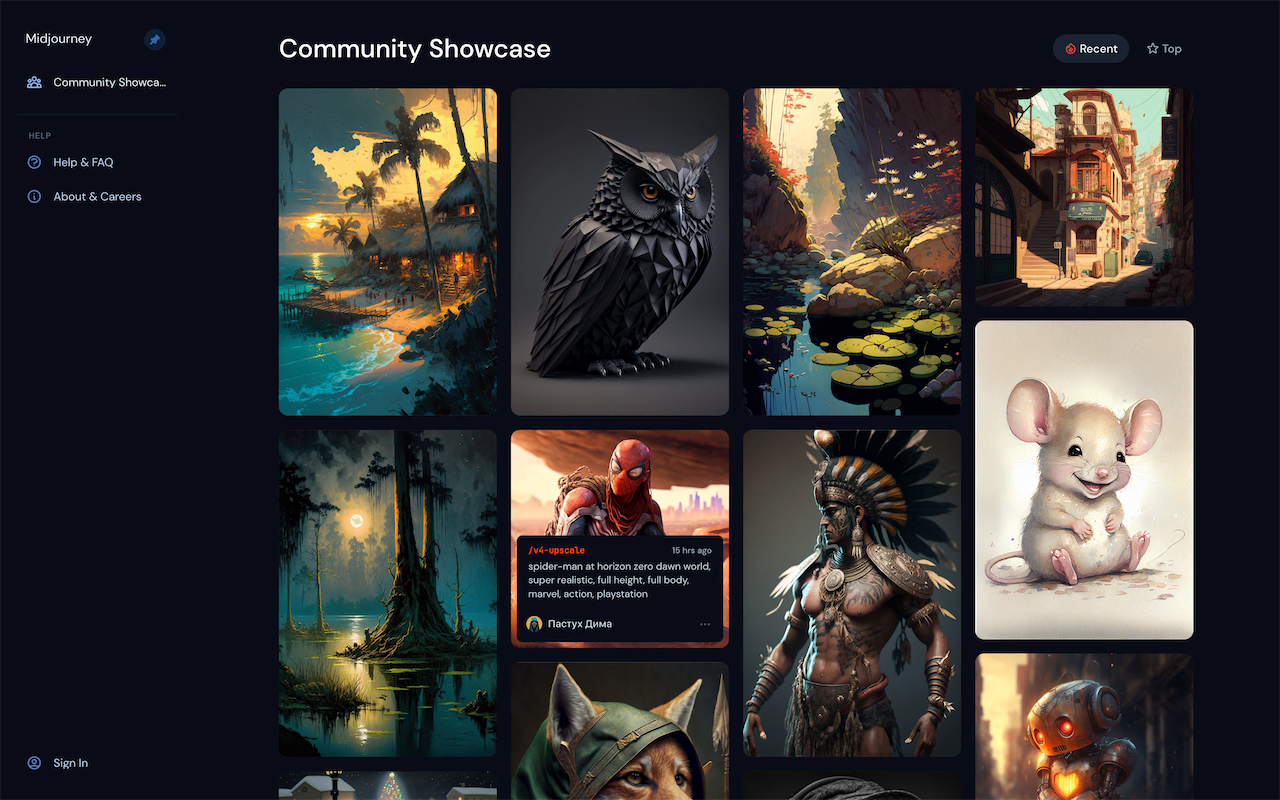 Midjourney
Community Showca...
HELP
Help & FAQ
About & Careers
Sign In
Community Showcase
Recent
Top
/v4-upscale
15 hrs ago
spider-man at horizon zero dawn world,
super realistic, full height, full body,
marvel, action, playstation
Пастух Дима